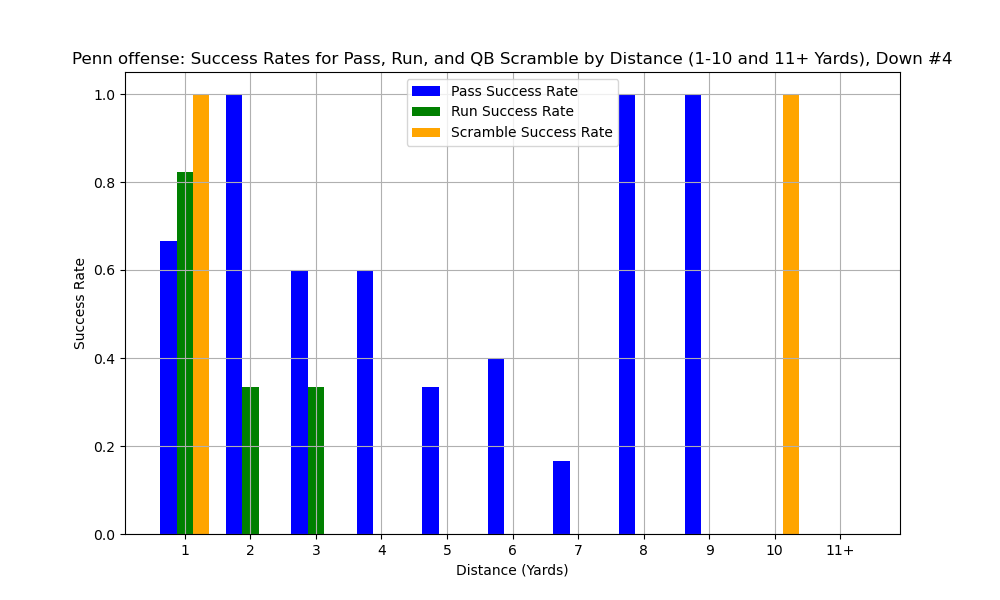 Penn offense: Success Rates for Pass, Run, and QB Scramble by Distance (1-10 and 11+ Yards), Down #4
Pass Success Rate
Run Success Rate
Scramble Success Rate
Success Rate
1.0
0.8
0.6
0.4
0.2
0.0
1 2 3 4 5 6 7 8 9 10 11+
Distance (Yards)